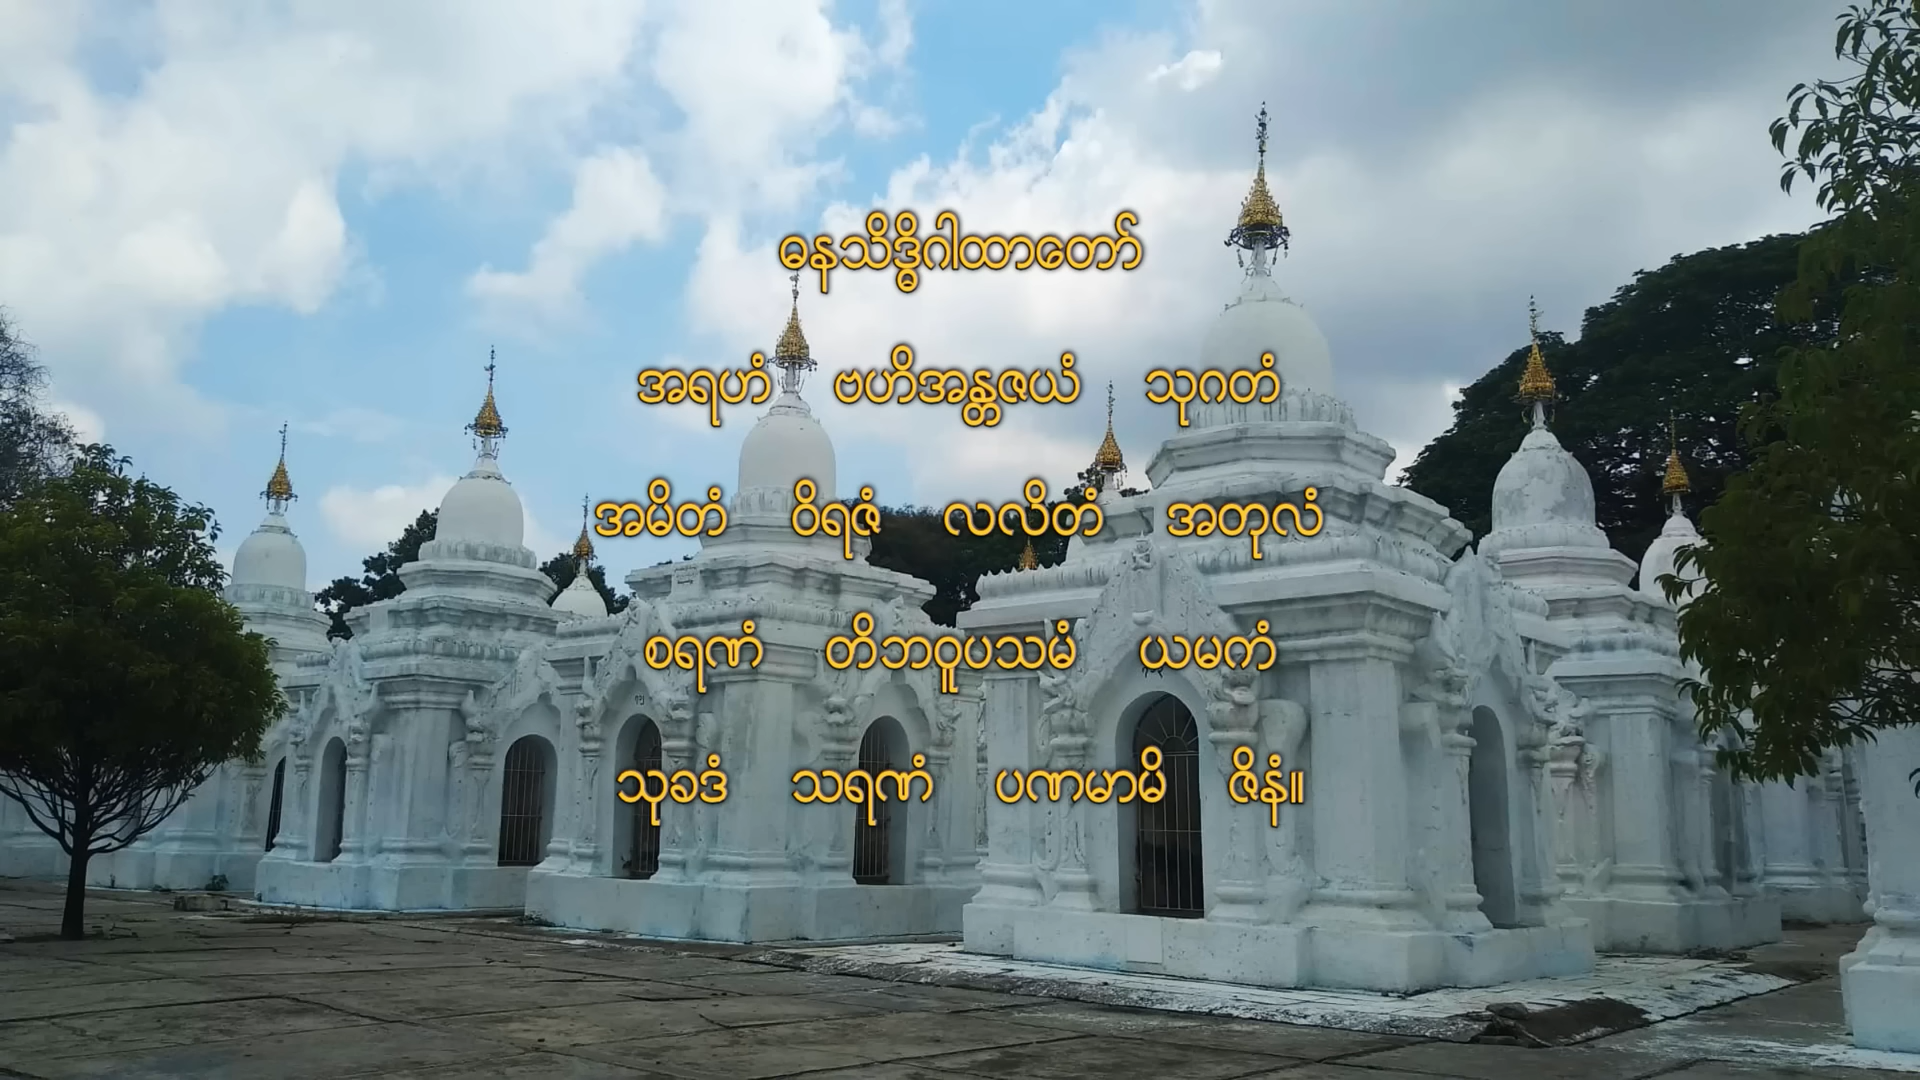 ဓနသိဒ္ဓိဂါထာတော်
အရဟံ ဗဟိအန္တဇယံ သုဂတံ
အမိတံ ဝိရဇံ လလိတံ အတုလံ
စရဏံ တိဘဝူပသမံ ယမကံ
သုခဒံ သရဏံ ပဏမာမိ ဇိနံ။